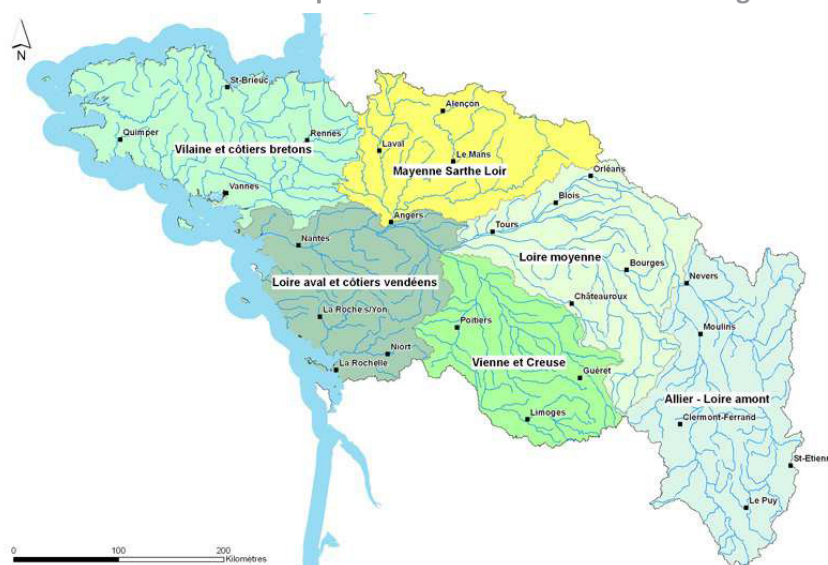 N
St-Brieuc
Alençon
Quimper
Rennes
Laval
Vilaine et côtiers bretons
Le Mans
Mayenne Sarthe Loir
Orléans
Vannes
Blois
Angers
Tours
Nantes
Loire moyenne
Bourges
Loire aval et côtiers vendéens
Nevers
Châteauroux
La Roche s/Yon
Poitiers
Moulins
Niort
Vienne et Creuse
La Rochelle
Guéret
Allier - Loire amont
Limoges
Clermont-Ferrand
St-Etienn
Le Puy
0 100 200
Kilomètres